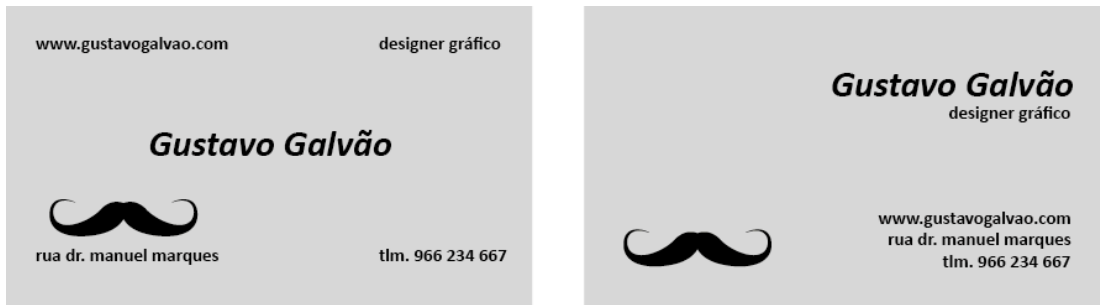 www.gustavogalvao.com
designer gráfico
Gustavo Galvão
rua dr. manuel marques
tlm. 966 234 667
Gustavo Galvão
designer gráfico
www.gustavogalvao.com
rua dr. manuel marques
tlm. 966 234 667